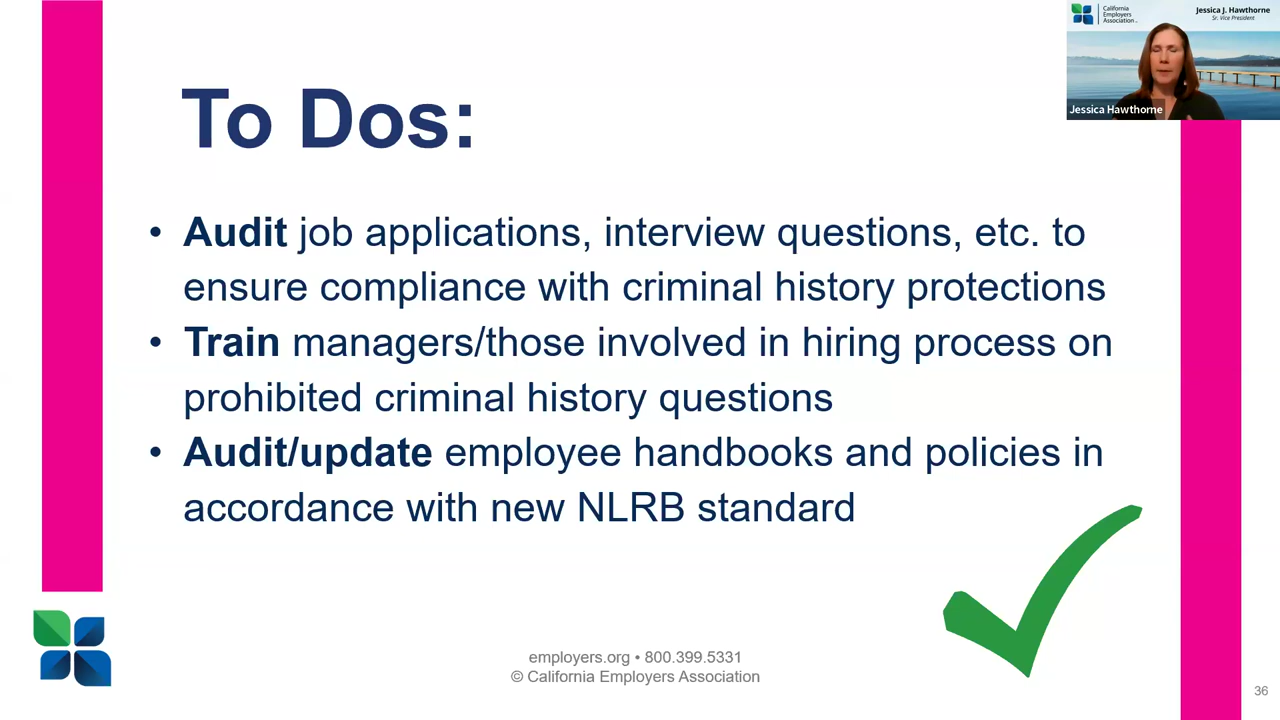 California
Employers
Association
Jessica J. Hawthorne
Sr. Vice President
Jessica Hawthorne
To Dos:
• Audit job applications, interview questions, etc. to
ensure compliance with criminal history protections
• Train managers/those involved in hiring process on
prohibited criminal history questions
• Audit/update employee handbooks and policies in
accordance with new NLRB standard
employers.org • 800.399.5331
© California Employers Association
36